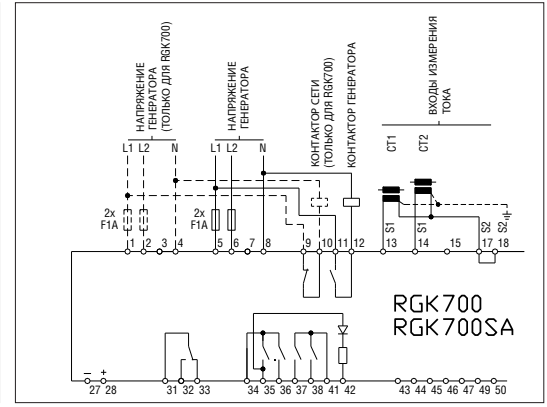 НАПРЯЖЕНИЕ
ГЕНЕРАТОРА
(ТОЛЬКО ДЛЯ RGK700)
НАПРЯЖЕНИЕ
ГЕНЕРАТОРА
КОНТАКТОР СЕТИ
(ТОЛЬКО ДЛЯ RGK700)
КОНТАКТОР ГЕНЕРАТОРА
ВХОДЫ ИЗМЕРЕНИЯ
ТОКА
CT1
CT2
L1 L2 N
L1 L2 N
2x
F1A
2x
F1A
S1
S1
S2
S2
1 2 3 4 5 6 7 8 9 10 11 12 13 14 15 17 18
RGK700
RGK700SA
– +
27 28 31 32 33 34 35 36 37 38 41 42 43 44 45 46 47 49 50